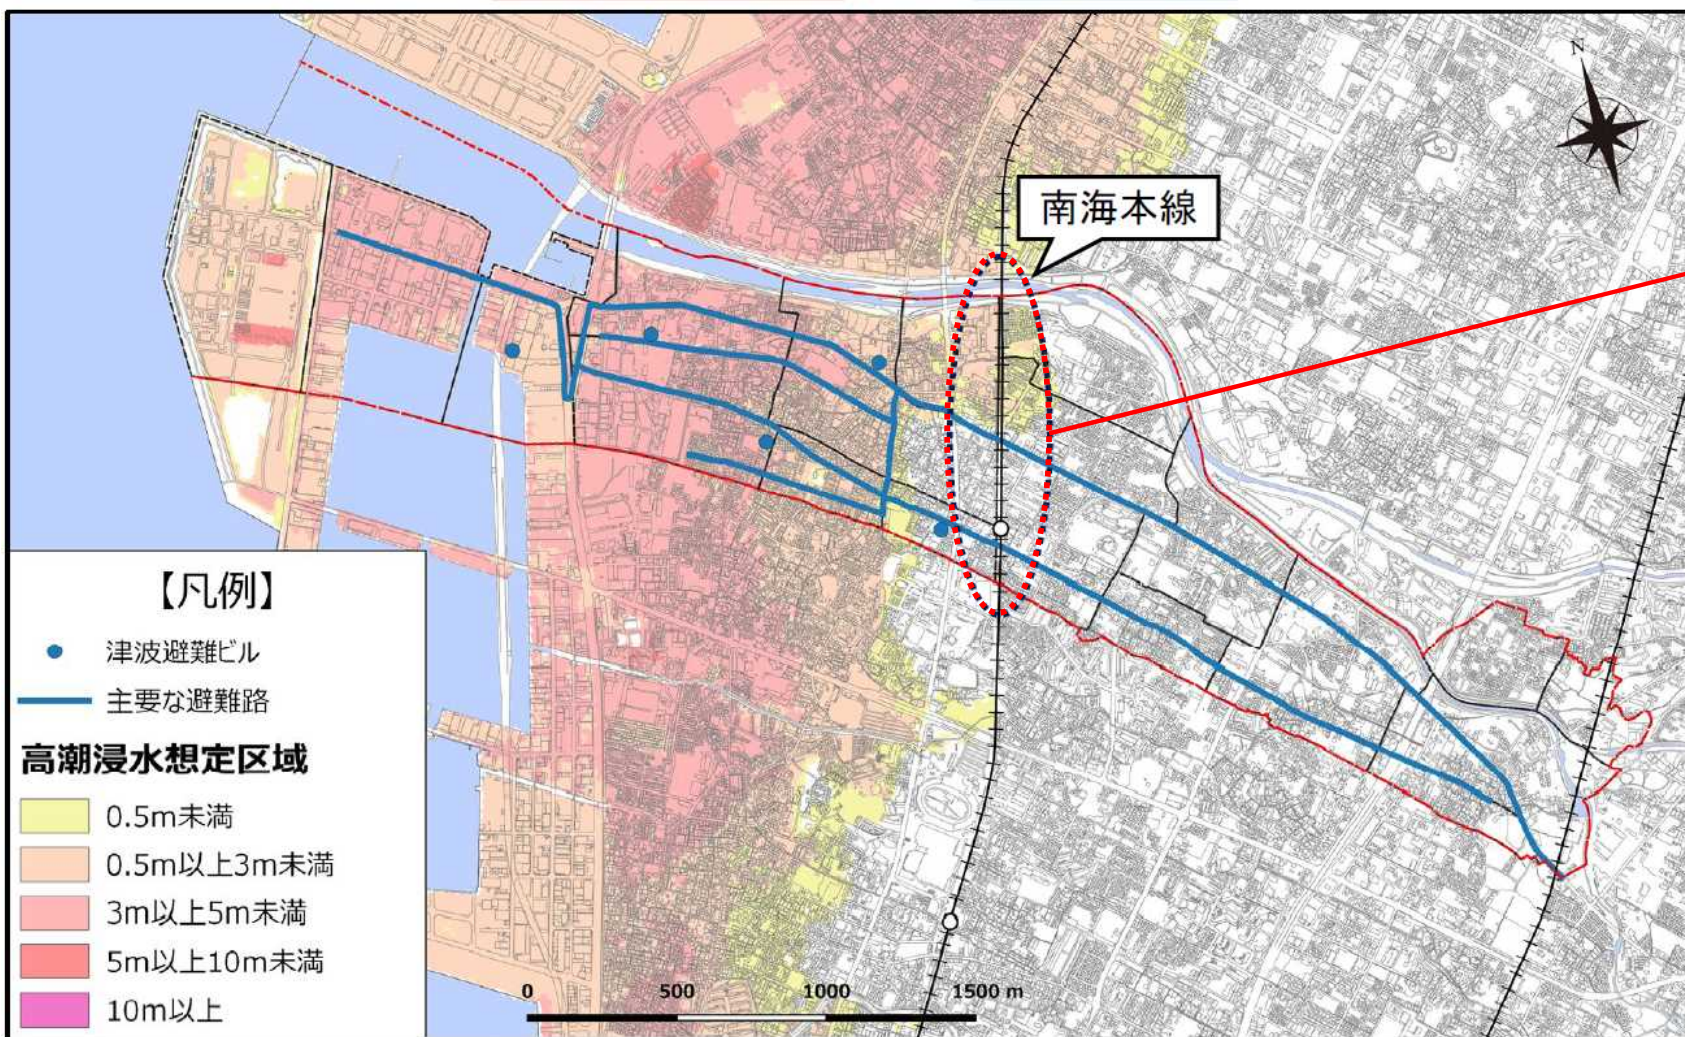 N
南海本線
【凡例】
津波避難ビル
主要な避難路
高潮浸水想定区域
0.5m未満
0.5m以上3m未満
3m以上5m未満
5m以上10m未満
10m以上
0 500 1000 1500 m